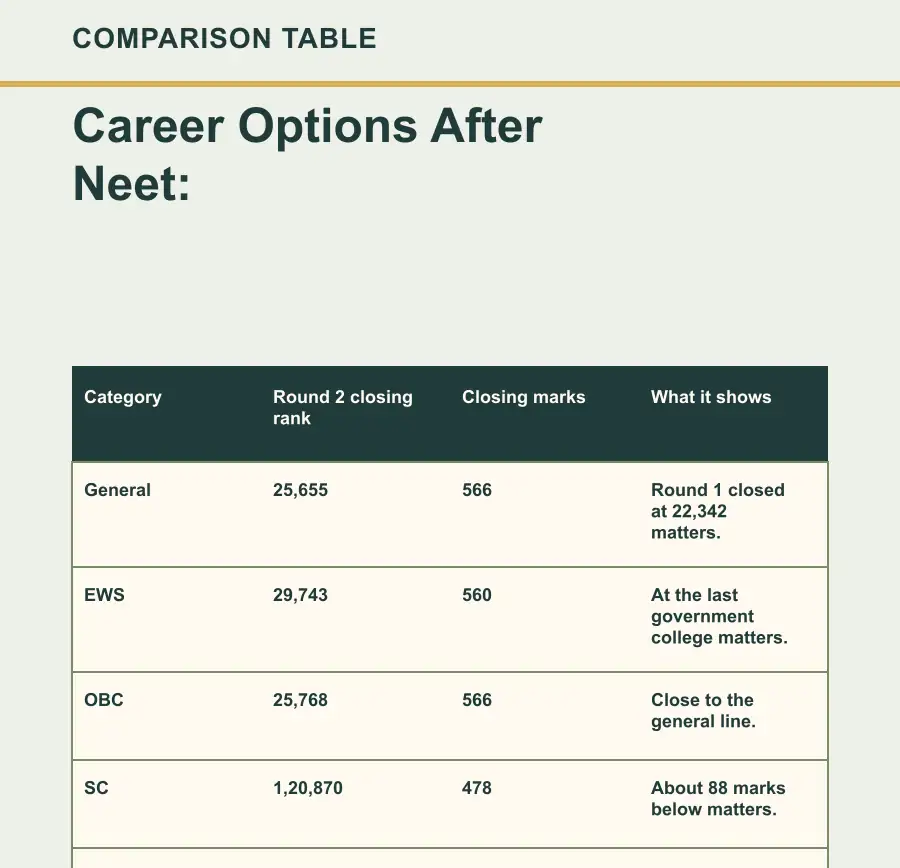 COMPARISON TABLE
Career Options After
Neet:
Category
Round 2 closing
rank
Closing marks
What it shows
General
25,655
566
Round 1 closed
at 22,342
matters.
EWS
29,743
560
At the last
government
college matters.
OBC
25,768
566
Close to the
general line.
SC
1,20,870
478
About 88 marks
below matters.